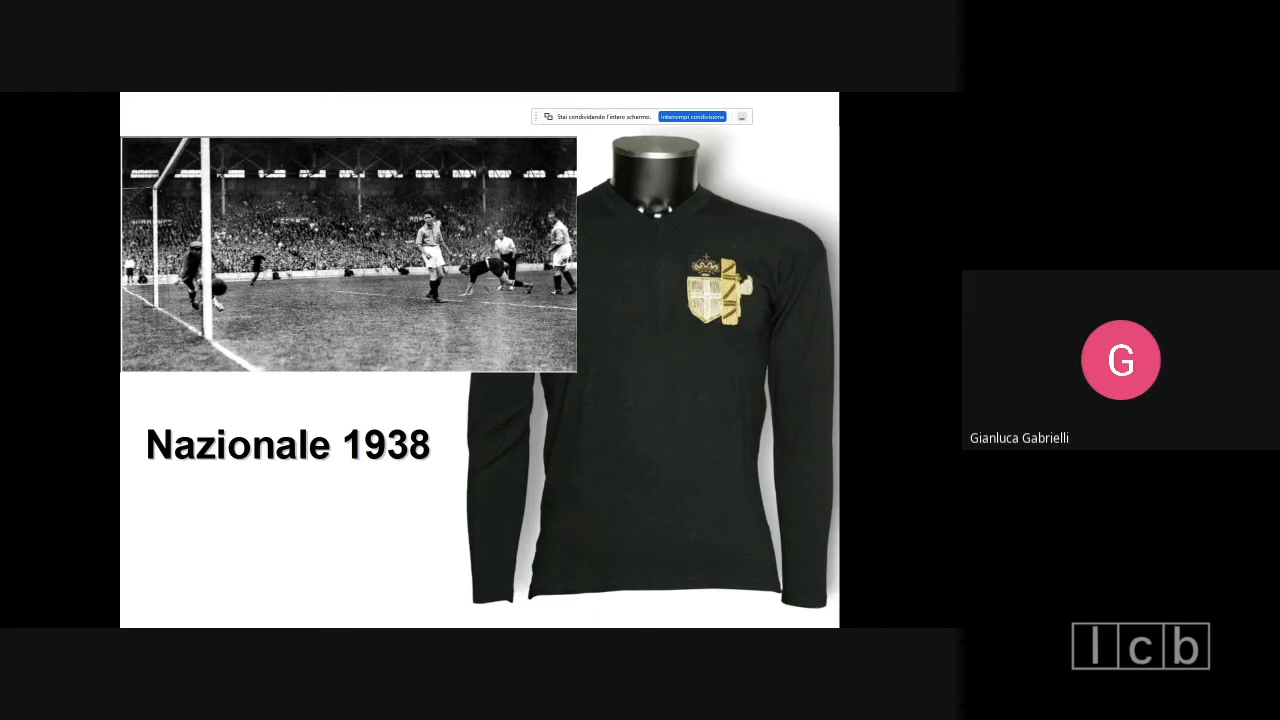 Stai condividendo l'intero schermo. Interrompi condivisione
Nazionale 1938
G
Gianluca Gabrielli
lcb